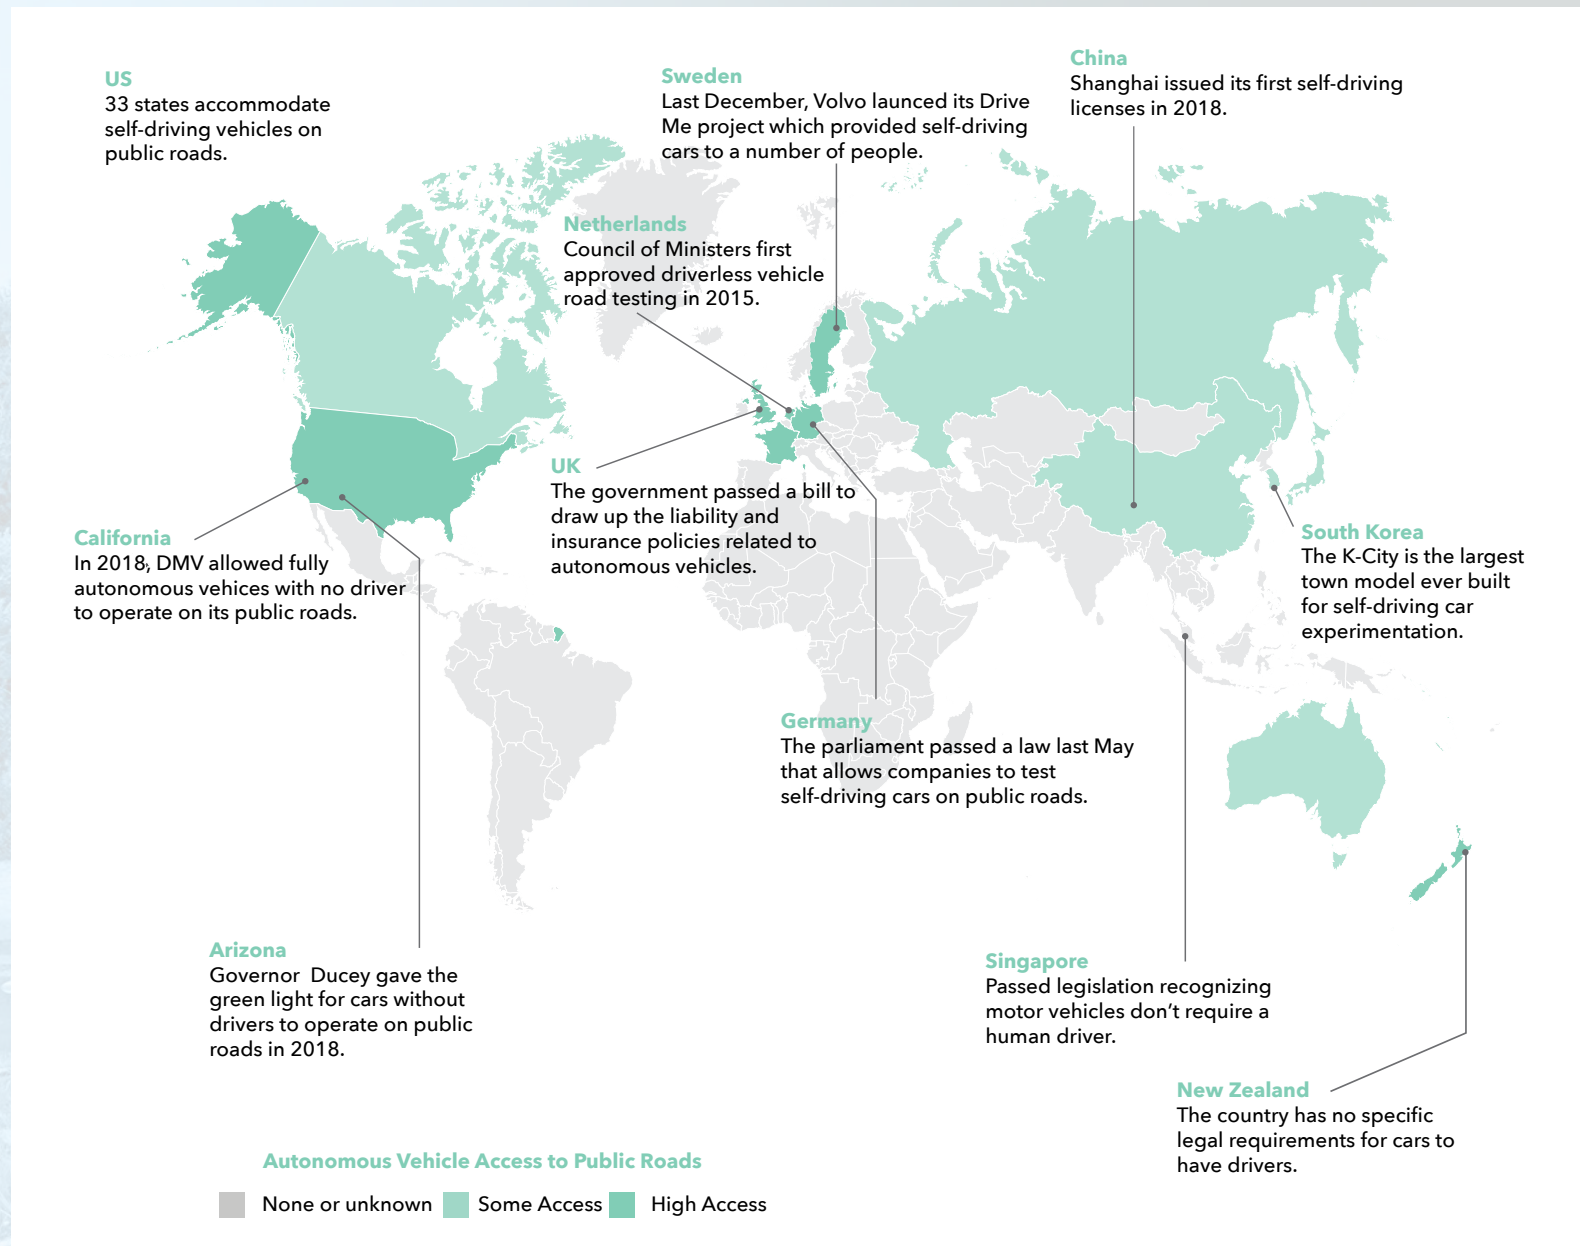 US
33 states accommodate
self-driving vehicles on
public roads.
Sweden
Last December, Volvo launced its Drive
Me project which provided self-driving
cars to a number of people.
China
Shanghai issued its first self-driving
licenses in 2018.
Netherlands
Council of Ministers first
approved driverless vehicle
road testing in 2015.
UK
The government passed a bill to
draw up the liability and
insurance policies related to
autonomous vehicles.
California
In 2018, DMV allowed fully
autonomous vehices with no driver
to operate on its public roads.
South Korea
The K-City is the largest
town model ever built
for self-driving car
experimentation.
Germany
The parliament passed a law last May
that allows companies to test
self-driving cars on public roads.
Arizona
Governor Ducey gave the
green light for cars without
drivers to operate on public
roads in 2018.
Singapore
Passed legislation recognizing
motor vehicles don't require a
human driver.
New Zealand
The country has no specific
legal requirements for cars to
have drivers.
Autonomous Vehicle Access to Public Roads
None or unknown Some Access High Access